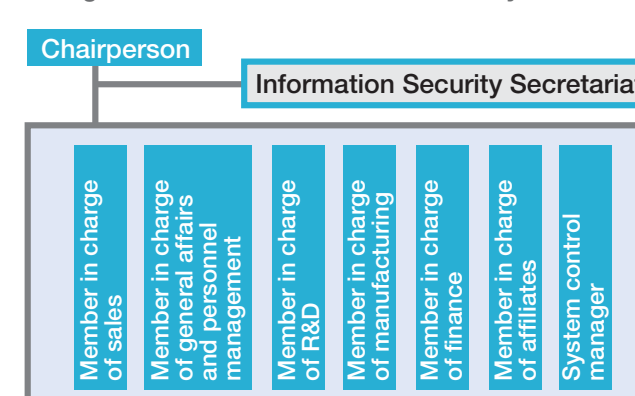 Chairperson
Information Security Secretariat
Member in charge
of sales
Member in charge
of general affairs
and personnel
management
Member in charge
of R&D
Member in charge
of manufacturing
Member in charge
of finance
Member in charge
of affiliates
System control
manager